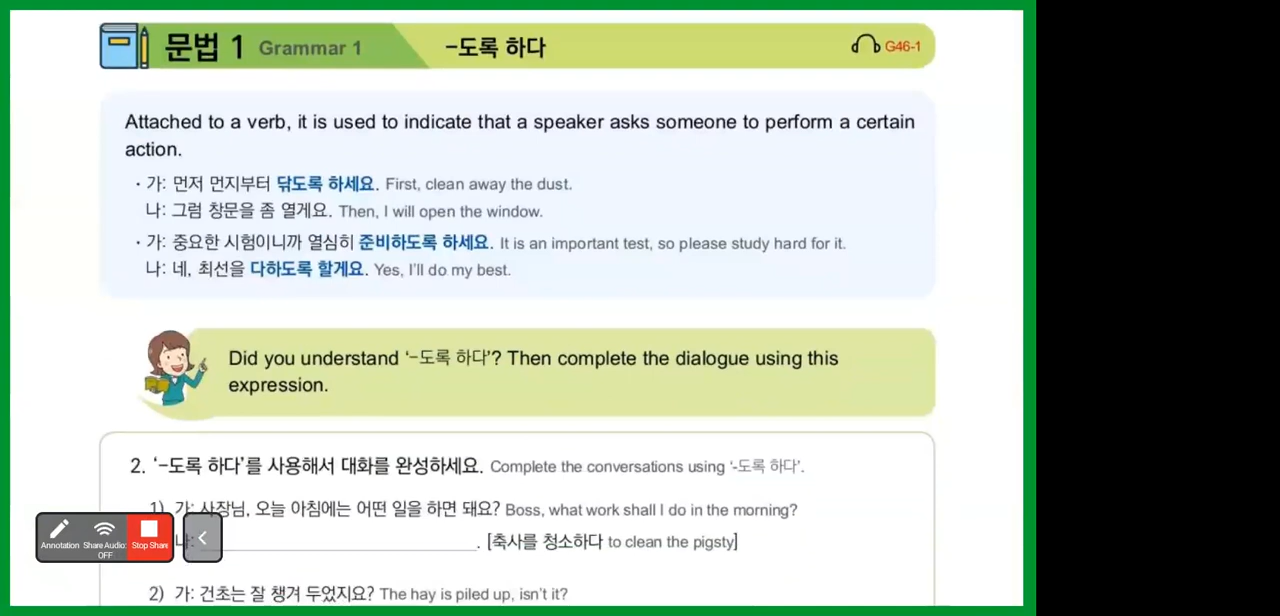 문법 1 Grammar 1 -도록 하다 G46-1
Attached to a verb, it is used to indicate that a speaker asks someone to perform a certain
action.
· 가: 먼저 먼지부터 닦도록 하세요. First, clean away the dust.
나: 그럼 창문을 좀 열게요. Then, I will open the window.
· 가: 중요한 시험이니까 열심히 준비하도록 하세요. It is an important test, so please study hard for it.
나: 네, 최선을 다하도록 할게요. Yes, I'll do my best.
Did you understand '-도록 하다'? Then complete the dialogue using this
expression.
2. '-도록 하다'를 사용해서 대화를 완성하세요. Complete the conversations using '-도록 하다'.
1) 가: 사장님, 오늘 아침에는 어떤 일을 하면 돼요? Boss, what work shall I do in the morning?
나: . [축사를 청소하다 to clean the pigsty]
Annotation Share Audio: OFF Stop Share
2) 가: 건초는 잘 챙겨 두었지요? The hay is piled up, isn't it?